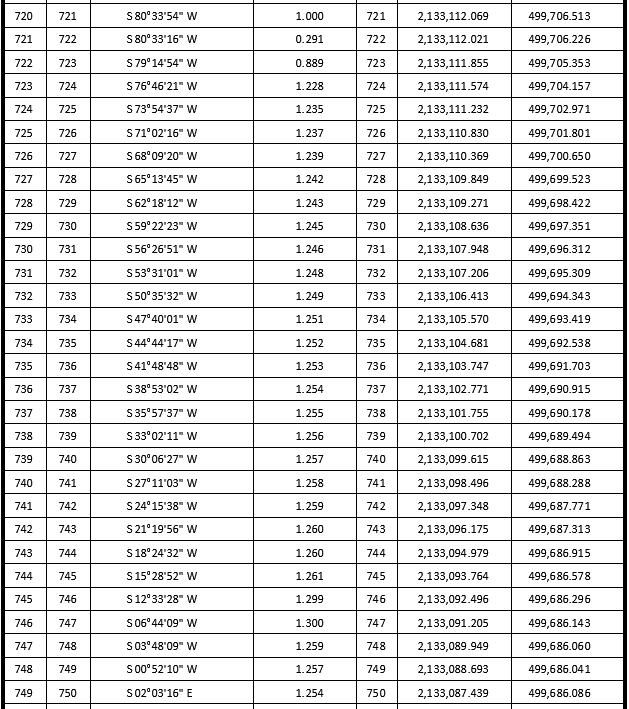 720 721 S 80°33'54" W 1.000 721 2,133,112.069 499,706.513
721 722 S 80°33'16" W 0.291 722 2,133,112.021 499,706.226
722 723 S 79°14'54" W 0.889 723 2,133,111.855 499,705.353
723 724 S 76°46'21" W 1.228 724 2,133,111.574 499,704.157
724 725 S 73°54'37" W 1.235 725 2,133,111.232 499,702.971
725 726 S 71°02'16" W 1.237 726 2,133,110.830 499,701.801
726 727 S 68°09'20" W 1.239 727 2,133,110.369 499,700.650
727 728 S 65°13'45" W 1.242 728 2,133,109.849 499,699.523
728 729 S 62°18'12" W 1.243 729 2,133,109.271 499,698.422
729 730 S 59°22'23" W 1.245 730 2,133,108.636 499,697.351
730 731 S 56°26'51" W 1.246 731 2,133,107.948 499,696.312
731 732 S 53°31'01" W 1.248 732 2,133,107.206 499,695.309
732 733 S 50°35'32" W 1.249 733 2,133,106.413 499,694.343
733 734 S 47°40'01" W 1.251 734 2,133,105.570 499,693.419
734 735 S 44°44'17" W 1.252 735 2,133,104.681 499,692.538
735 736 S 41°48'48" W 1.253 736 2,133,103.747 499,691.703
736 737 S 38°53'02" W 1.254 737 2,133,102.771 499,690.915
737 738 S 35°57'37" W 1.255 738 2,133,101.755 499,690.178
738 739 S 33°02'11" W 1.256 739 2,133,100.702 499,689.494
739 740 S 30°06'27" W 1.257 740 2,133,099.615 499,688.863
740 741 S 27°11'03" W 1.258 741 2,133,098.496 499,688.288
741 742 S 24°15'38" W 1.259 742 2,133,097.348 499,687.771
742 743 S 21°19'56" W 1.260 743 2,133,096.175 499,687.313
743 744 S 18°24'32" W 1.260 744 2,133,094.979 499,686.915
744 745 S 15°28'52" W 1.261 745 2,133,093.764 499,686.578
745 746 S 12°33'28" W 1.299 746 2,133,092.496 499,686.296
746 747 S 06°44'09" W 1.300 747 2,133,091.205 499,686.143
747 748 S 03°48'09" W 1.259 748 2,133,089.949 499,686.060
748 749 S 00°52'10" W 1.257 749 2,133,088.693 499,686.041
749 750 S 02°03'16" E 1.254 750 2,133,087.439 499,686.086